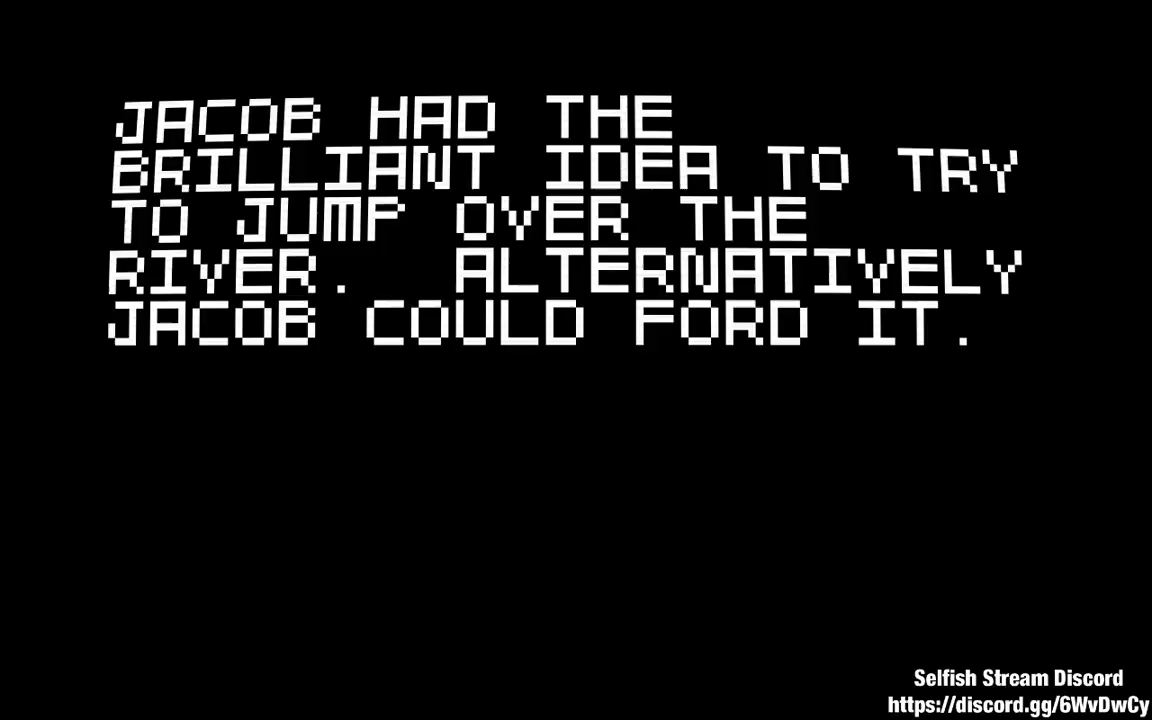 JACOB HAD THE
BRILLIANT IDEA TO TRY
TO JUMP OVER THE
RIVER. ALTERNATIVELY
JACOB COULD FORD IT.
Selfish Stream Discord
https://discord.gg/6WvDwCy